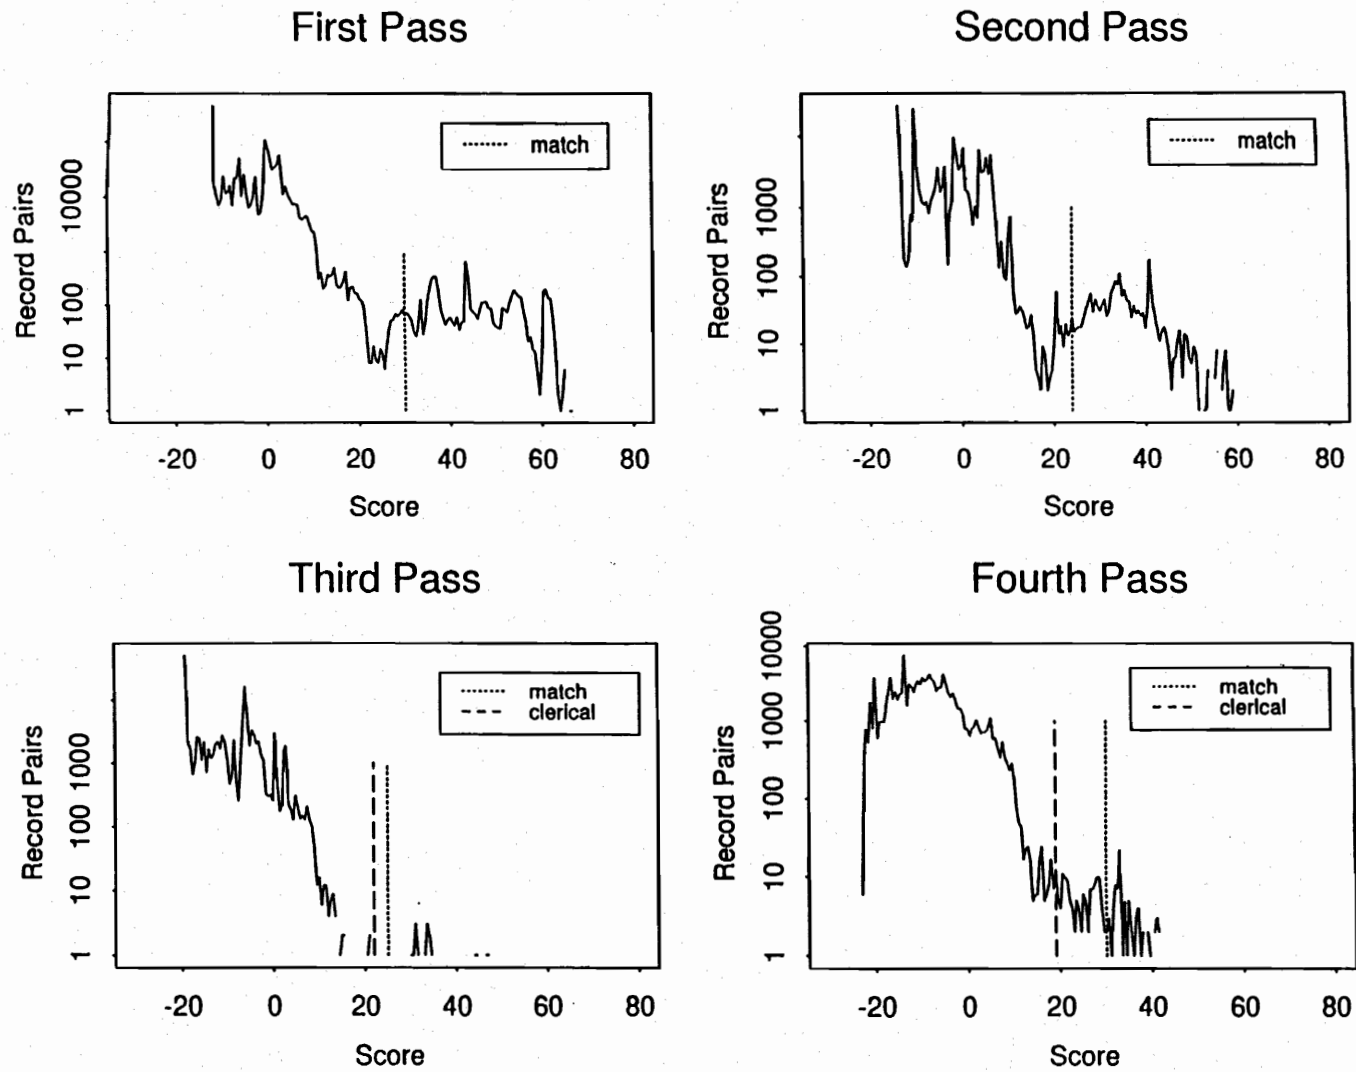 First Pass
Second Pass
Record Pairs
1000
100
10
1
match
-20 0 20 40 60 80
Score
Record Pairs
1000
100
10
1
match
-20 0 20 40 60 80
Score
Third Pass
Fourth Pass
Record Pairs
1000
100
10
1
match
clerical
-20 0 20 40 60 80
Score
Record Pairs
10000
1000
100
10
1
match
clerical
-20 0 20 40 60 80
Score